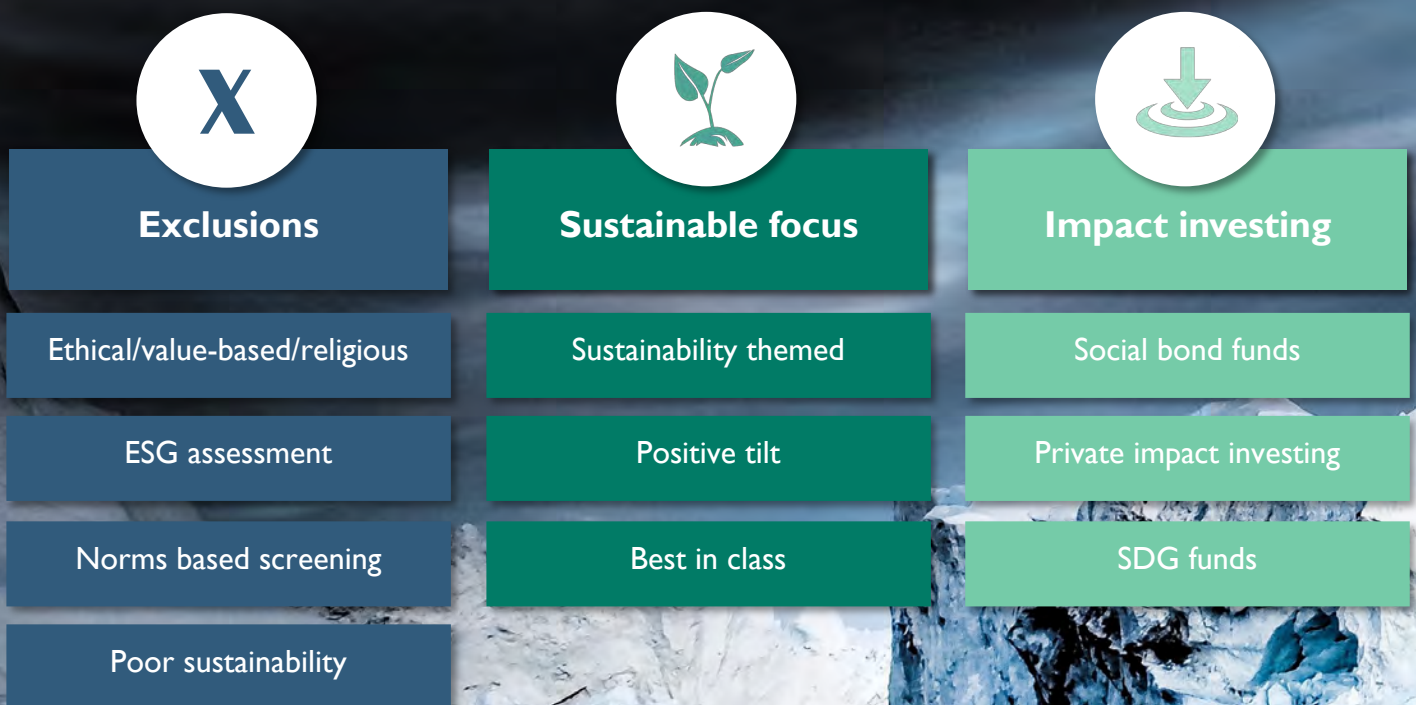 X
Exclusions
Ethical/value-based/religious
ESG assessment
Norms based screening
Poor sustainability
Sustainable focus
Sustainability themed
Positive tilt
Best in class
Impact investing
Social bond funds
Private impact investing
SDG funds